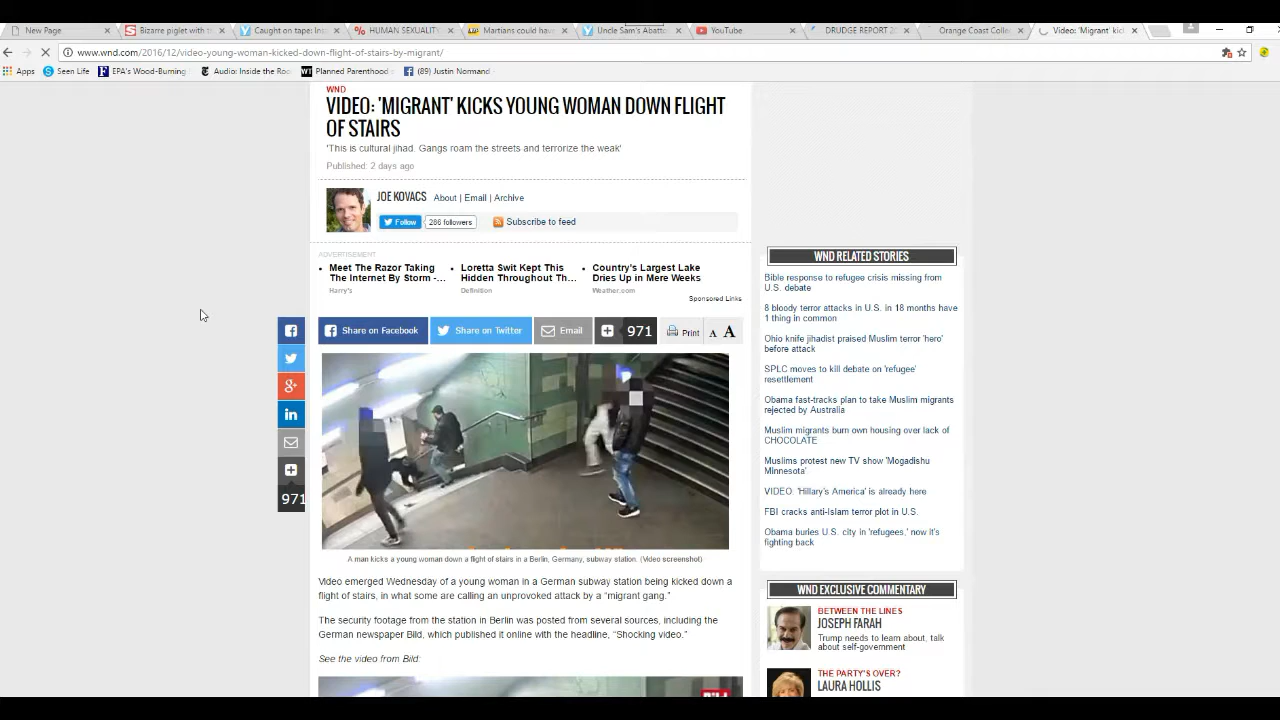 New Page
Bizarre piglet with t
Caught on tape: In
HUMAN SEXUALIT
Martians could have
Uncle Sam's Abatto
YouTube
DRUDGE REPORT 20
Orange Coast Colle
Video: 'Migrant' kic
www.wnd.com/2016/12/video-young-woman-kicked-down-flight-of-stairs-by-migrant/
Apps
Seen Life
EPA's Wood-Burning
Audio: Inside the Ro
Planned Parenthood
(89) Justin Normand
WND
VIDEO: 'MIGRANT' KICKS YOUNG WOMAN DOWN FLIGHT
OF STAIRS
'This is cultural jihad. Gangs roam the streets and terrorize the weak'
Published: 2 days ago
JOE KOVACS About | Email | Archive
Follow 266 followers Subscribe to feed
ADVERTISEMENT
• Meet The Razor Taking
The Internet By Storm -...
Harry's
• Loretta Swit Kept This
Hidden Throughout Th...
Definition
• Country's Largest Lake
Dries Up in Mere Weeks
Weather.com
Sponsored Links
Share on Facebook Share on Twitter Email 971 Print A A
971
A man kicks a young woman down a flight of stairs in a Berlin, Germany, subway station. (Video screenshot)
Video emerged Wednesday of a young woman in a German subway station being kicked down a
flight of stairs, in what some are calling an unprovoked attack by a "migrant gang."
The security footage from the station in Berlin was posted from several sources, including the
German newspaper Bild, which published it online with the headline, "Shocking video."
See the video from Bild:
Bild
WND RELATED STORIES
Bible response to refugee crisis missing from
U.S. debate
8 bloody terror attacks in U.S. in 18 months have
1 thing in common
Ohio knife jihadist praised Muslim terror 'hero'
before attack
SPLC moves to kill debate on 'refugee'
resettlement
Obama fast-tracks plan to take Muslim migrants
rejected by Australia
Muslim migrants burn own housing over lack of
CHOCOLATE
Muslims protest new TV show 'Mogadishu
Minnesota'
VIDEO: 'Hillary's America' is already here
FBI cracks anti-Islam terror plot in U.S.
Obama buries U.S. city in 'refugees,' now it's
fighting back
WND EXCLUSIVE COMMENTARY
BETWEEN THE LINES
JOSEPH FARAH
Trump needs to learn about, talk
about self-government
THE PARTY'S OVER?
LAURA HOLLIS